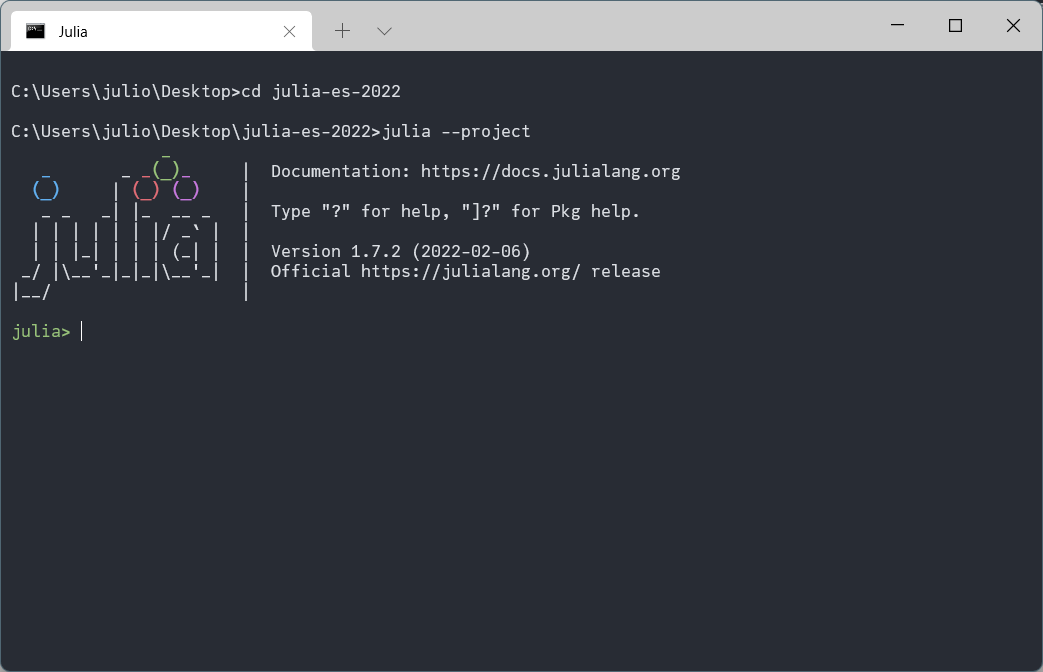 Julia
C:\Users\julio\Desktop>cd julia-es-2022
C:\Users\julio\Desktop\julia-es-2022>julia --project
               _
   _       _ _(_)_     |  Documentation: https://docs.julialang.org
  (_)     | (_) (_)    |
   _ _   _| |_  __ _   |  Type "?" for help, "]?" for Pkg help.
  | | | | | | |/ _` |  |
  | | |_| | | | (_| |  |  Version 1.7.2 (2022-02-06)
 _/ |\__'_|_|_|\__'_|  |  Official https://julialang.org/ release
|__/                   |
julia>